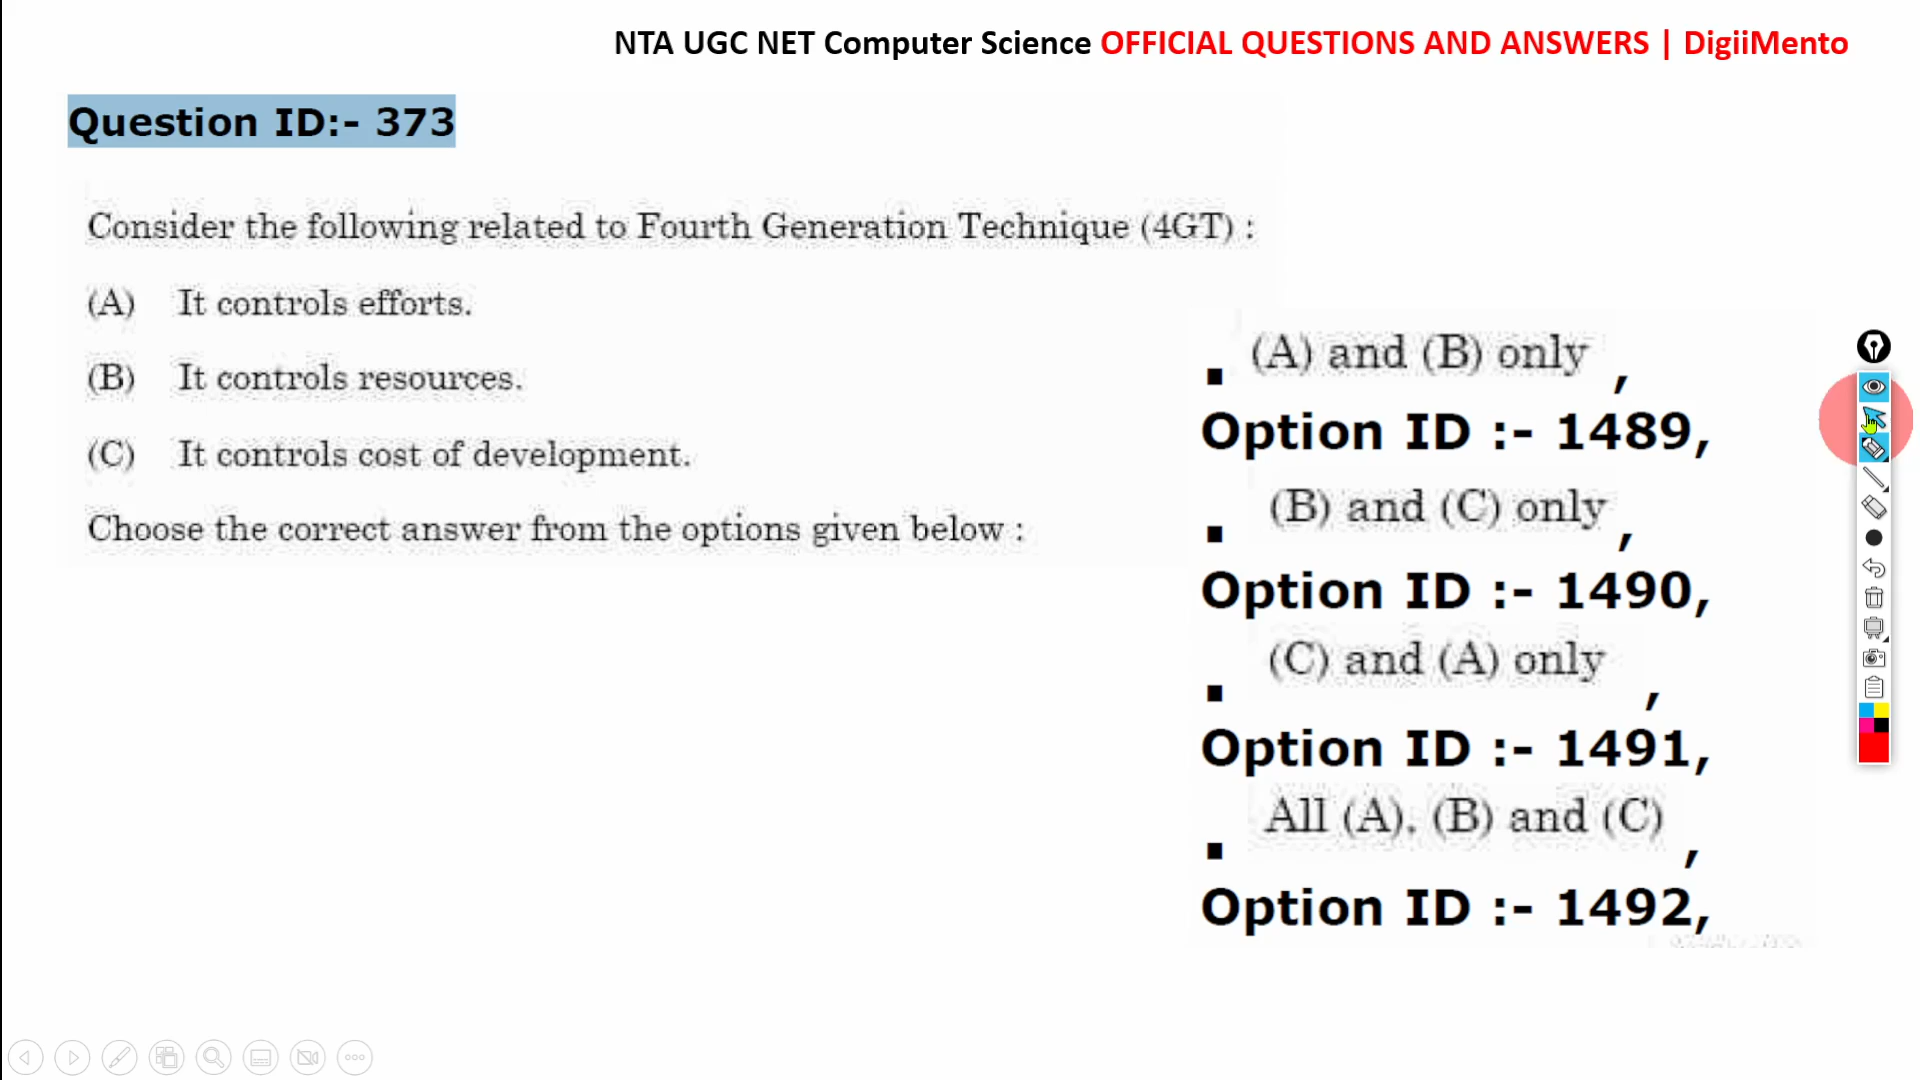 NTA UGC NET Computer Science OFFICIAL QUESTIONS AND ANSWERS | DigiiMento
Question ID:- 373
Consider the following related to Fourth Generation Technique (4GT) :
(A) It controls efforts.
(B) It controls resources.
(C) It controls cost of development.
Choose the correct answer from the options given below :
(A) and (B) only ,
Option ID :- 1489,
(B) and (C) only ,
Option ID :- 1490,
(C) and (A) only ,
Option ID :- 1491,
All (A), (B) and (C) ,
Option ID :- 1492,